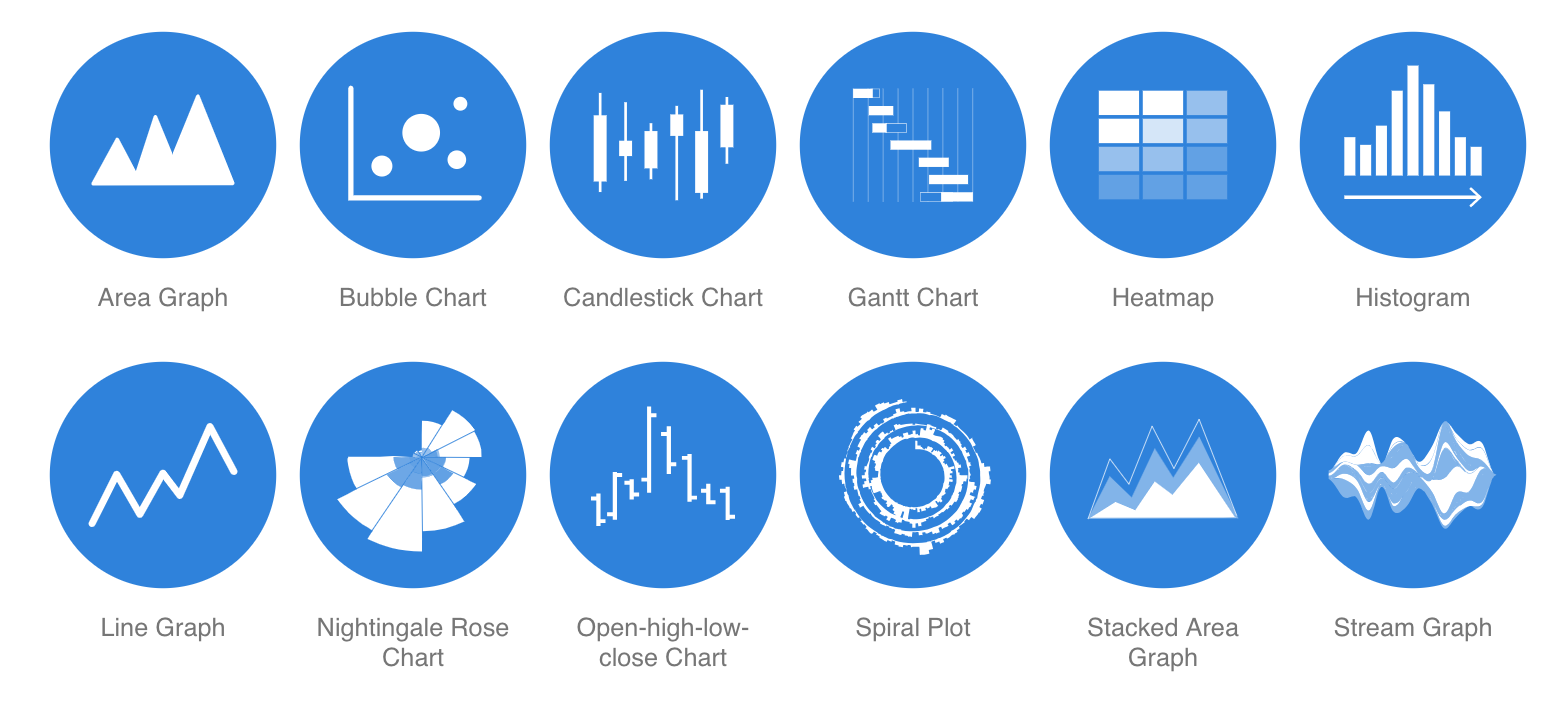 Area Graph
Bubble Chart
Candlestick Chart
Gantt Chart
Heatmap
Histogram
Line Graph
Nightingale Rose
Chart
Open-high-low-
close Chart
Spiral Plot
Stacked Area
Graph
Stream Graph